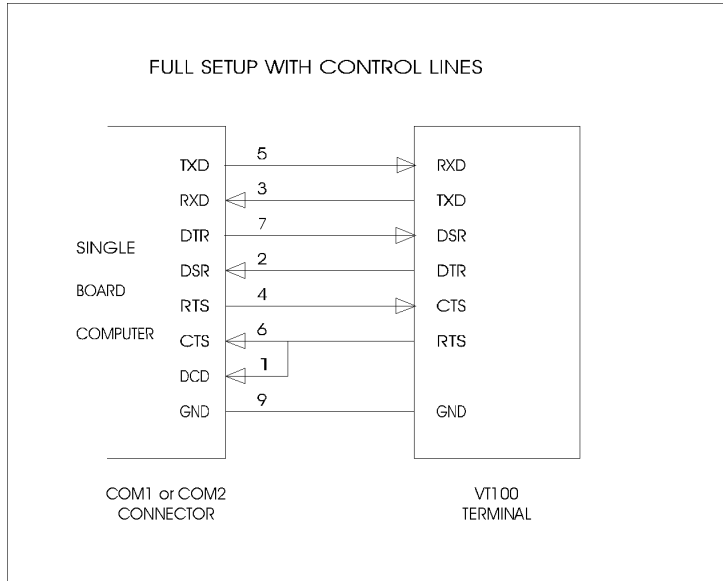 FULL SETUP WITH CONTROL LINES
TXD 5 RXD
RXD 3 TXD
DTR 7 DSR
SINGLE
DSR 2 DTR
BOARD
RTS 4 CTS
COMPUTER
CTS 6 RTS
DCD 1
GND 9 GND
COM1 or COM2
CONNECTOR
VT100
TERMINAL